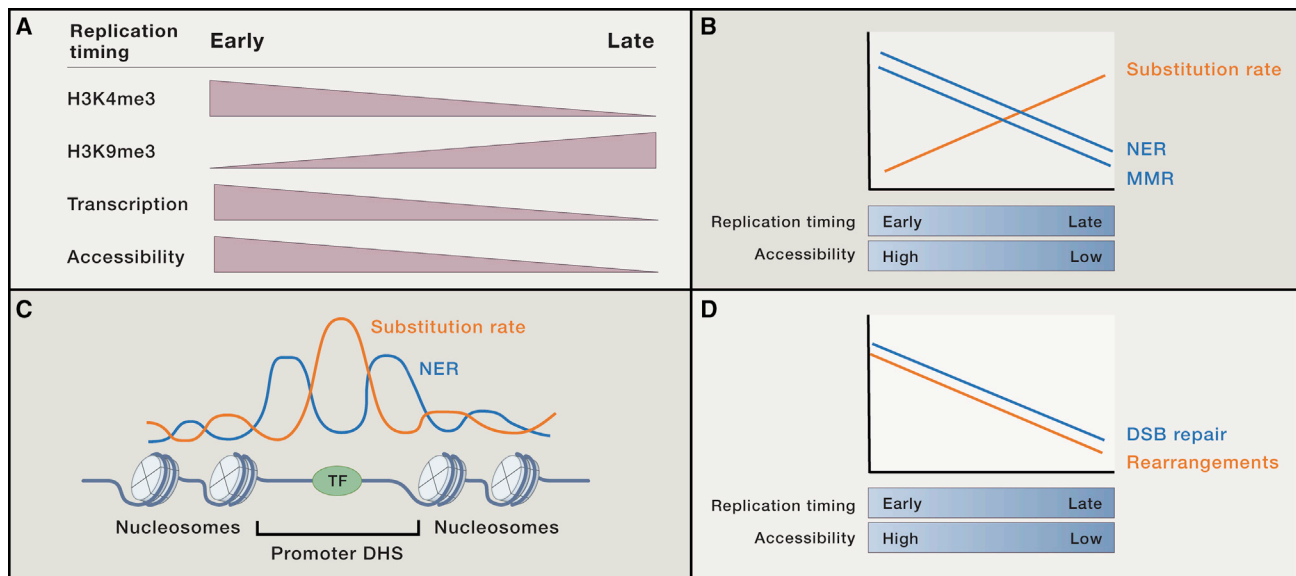 A
Replication
timing
Early
Late
H3K4me3
H3K9me3
Transcription
Accessibility
B
Substitution rate
NER
MMR
Replication timing
Early
Late
Accessibility
High
Low
C
Substitution rate
NER
TF
Nucleosomes
Nucleosomes
Promoter DHS
D
DSB repair
Rearrangements
Replication timing
Early
Late
Accessibility
High
Low